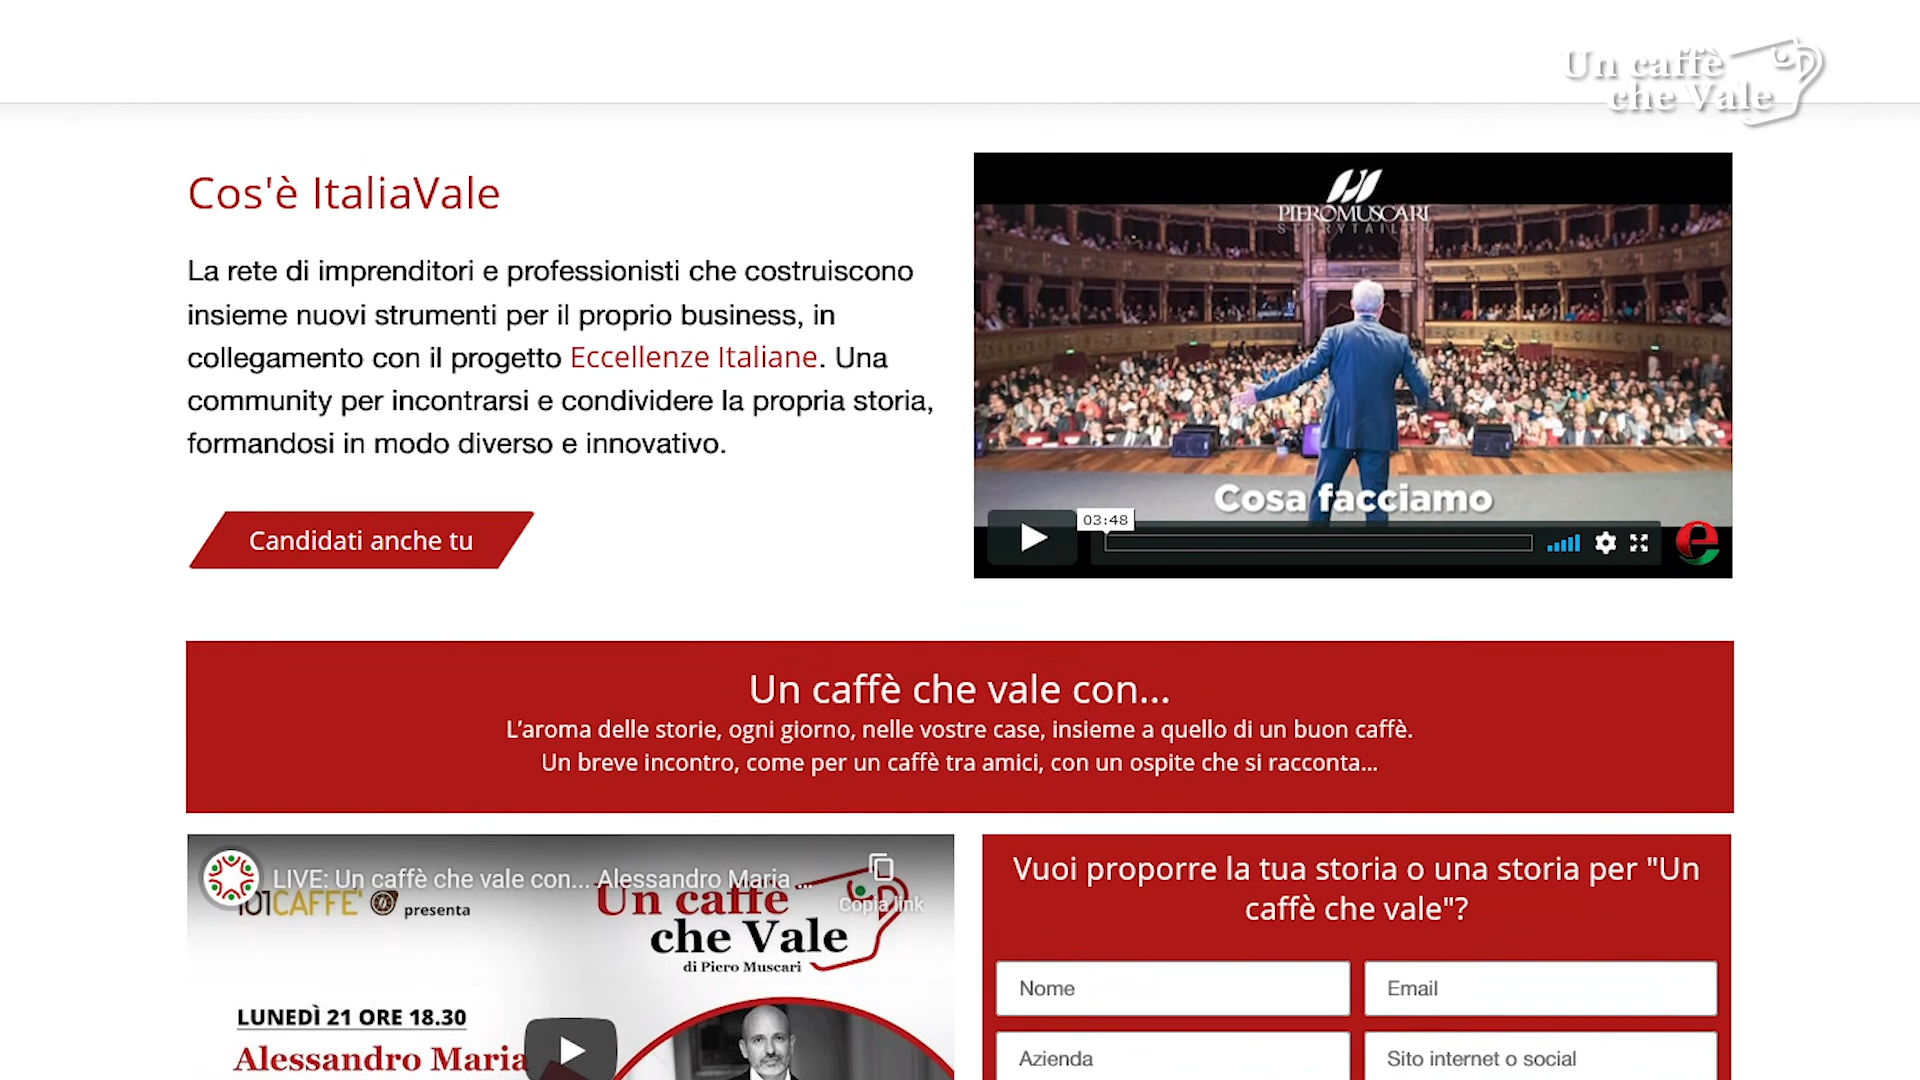 Un caffè
che Vale
Cos'è ItaliaVale
La rete di imprenditori e professionisti che costruiscono
insieme nuovi strumenti per il proprio business, in
collegamento con il progetto Eccellenze Italiane. Una
community per incontrarsi e condividere la propria storia,
formandosi in modo diverso e innovativo.
Candidati anche tu
PIEROMUSCARI
STORYTAILOR
Cosa facciamo
03:48
Un caffè che vale con...
L’aroma delle storie, ogni giorno, nelle vostre case, insieme a quello di un buon caffè.
Un breve incontro, come per un caffè tra amici, con un ospite che si racconta...
LIVE: Un caffè che vale con... Alessandro Maria ...
Copia link
101CAFFE' presenta
Un caffè
che Vale
di Piero Muscari
LUNEDÌ 21 ORE 18.30
Alessandro Maria
Vuoi proporre la tua storia o una storia per "Un
caffè che vale"?
Nome
Email
Azienda
Sito internet o social